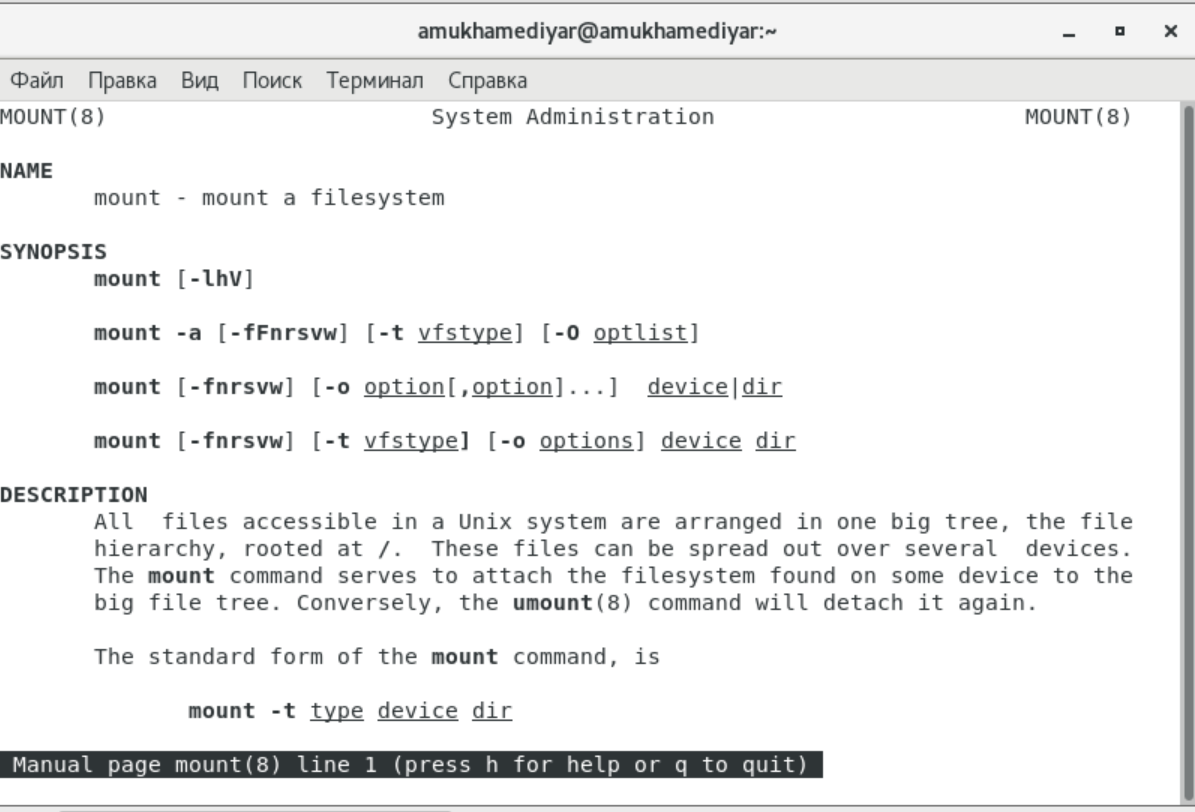 amukhamediyar@amukhamediyar:~
Файл Правка Вид Поиск Терминал Справка
MOUNT(8) System Administration MOUNT(8)
NAME
mount - mount a filesystem
SYNOPSIS
mount [-lhV]
mount -a [-fFnrsvw] [-t vfstype] [-O optlist]
mount [-fnrsvw] [-o option[,option]...]  device|dir
mount [-fnrsvw] [-t vfstype] [-o options] device dir
DESCRIPTION
All  files accessible in a Unix system are arranged in one big tree, the file
hierarchy, rooted at /.  These files can be spread out over several  devices.
The mount command serves to attach the filesystem found on some device to the
big file tree. Conversely, the umount(8) command will detach it again.
The standard form of the mount command, is
mount -t type device dir
Manual page mount(8) line 1 (press h for help or q to quit)